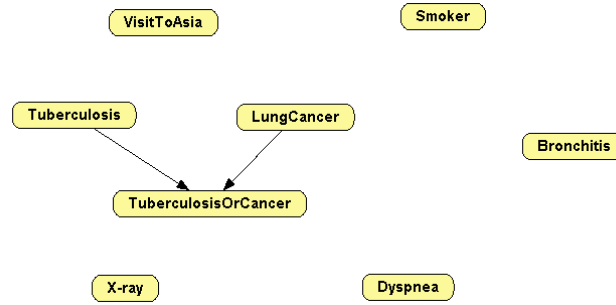 VisitToAsia
Smoker
Tuberculosis
LungCancer
Bronchitis
TuberculosisOrCancer
X-ray
Dyspnea